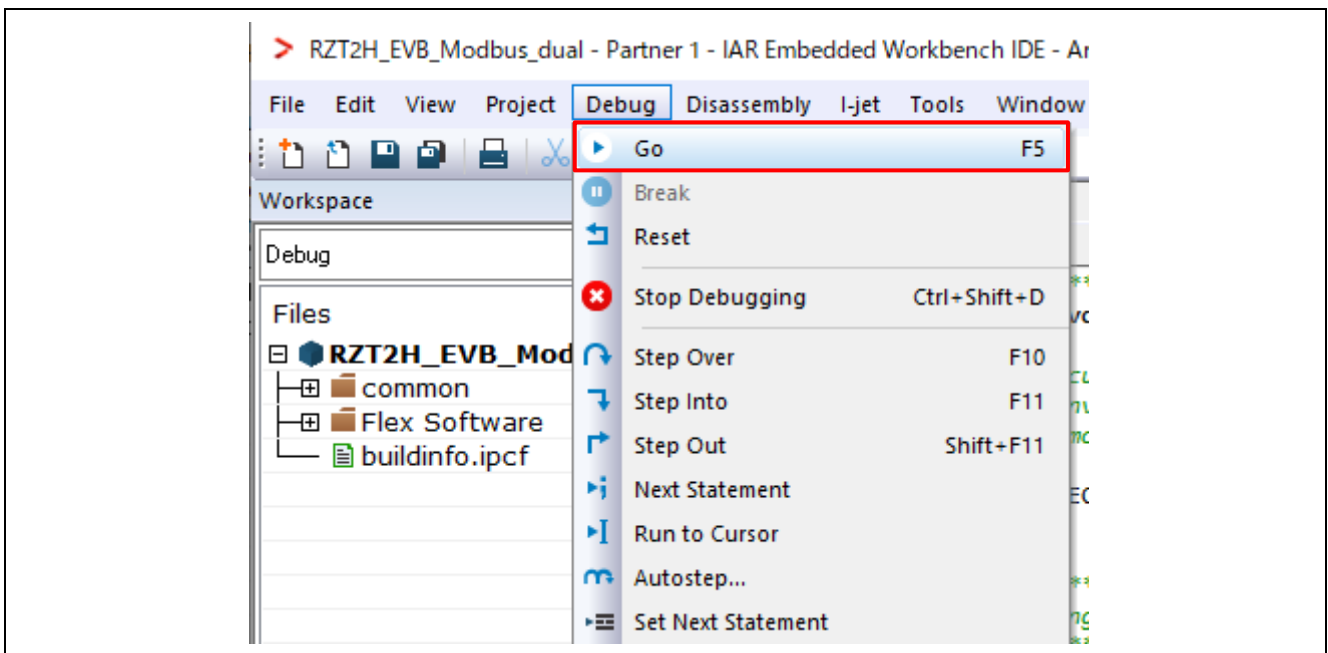 RZT2H_EVB_Modbus_dual - Partner 1 - IAR Embedded Workbench IDE -
File Edit View Project Debug Disassembly I-jet Tools Window
Go F5
Workspace
Break
Reset
Debug
Stop Debugging Ctrl+Shift+D
Files
RZT2H_EVB_Mod
Step Over F10
common
Step Into F11
Flex Software
Step Out Shift+F11
buildinfo.ipcf
Next Statement
Run to Cursor
Autostep...
Set Next Statement